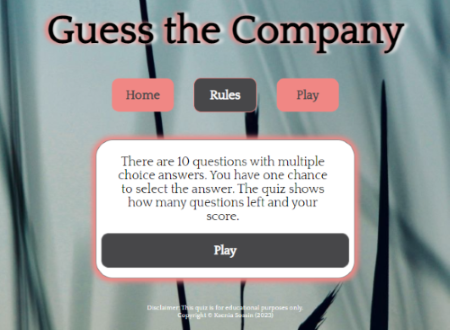 Guess the Company
Home Rules Play
There are 10 questions with multiple
choice answers. You have one chance
to select the answer. The quiz shows
how many questions left and your
score.
Play
Disclaimer: This quiz is for educational purposes only.
Copyright ©
(2023)